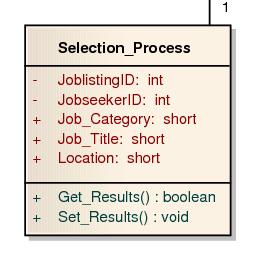 1
Selection_Process
- JoblistingID: int
- JobseekerID: int
+ Job_Category: short
+ Job_Title: short
+ Location: short
+ Get_Results() : boolean
+ Set_Results() : void